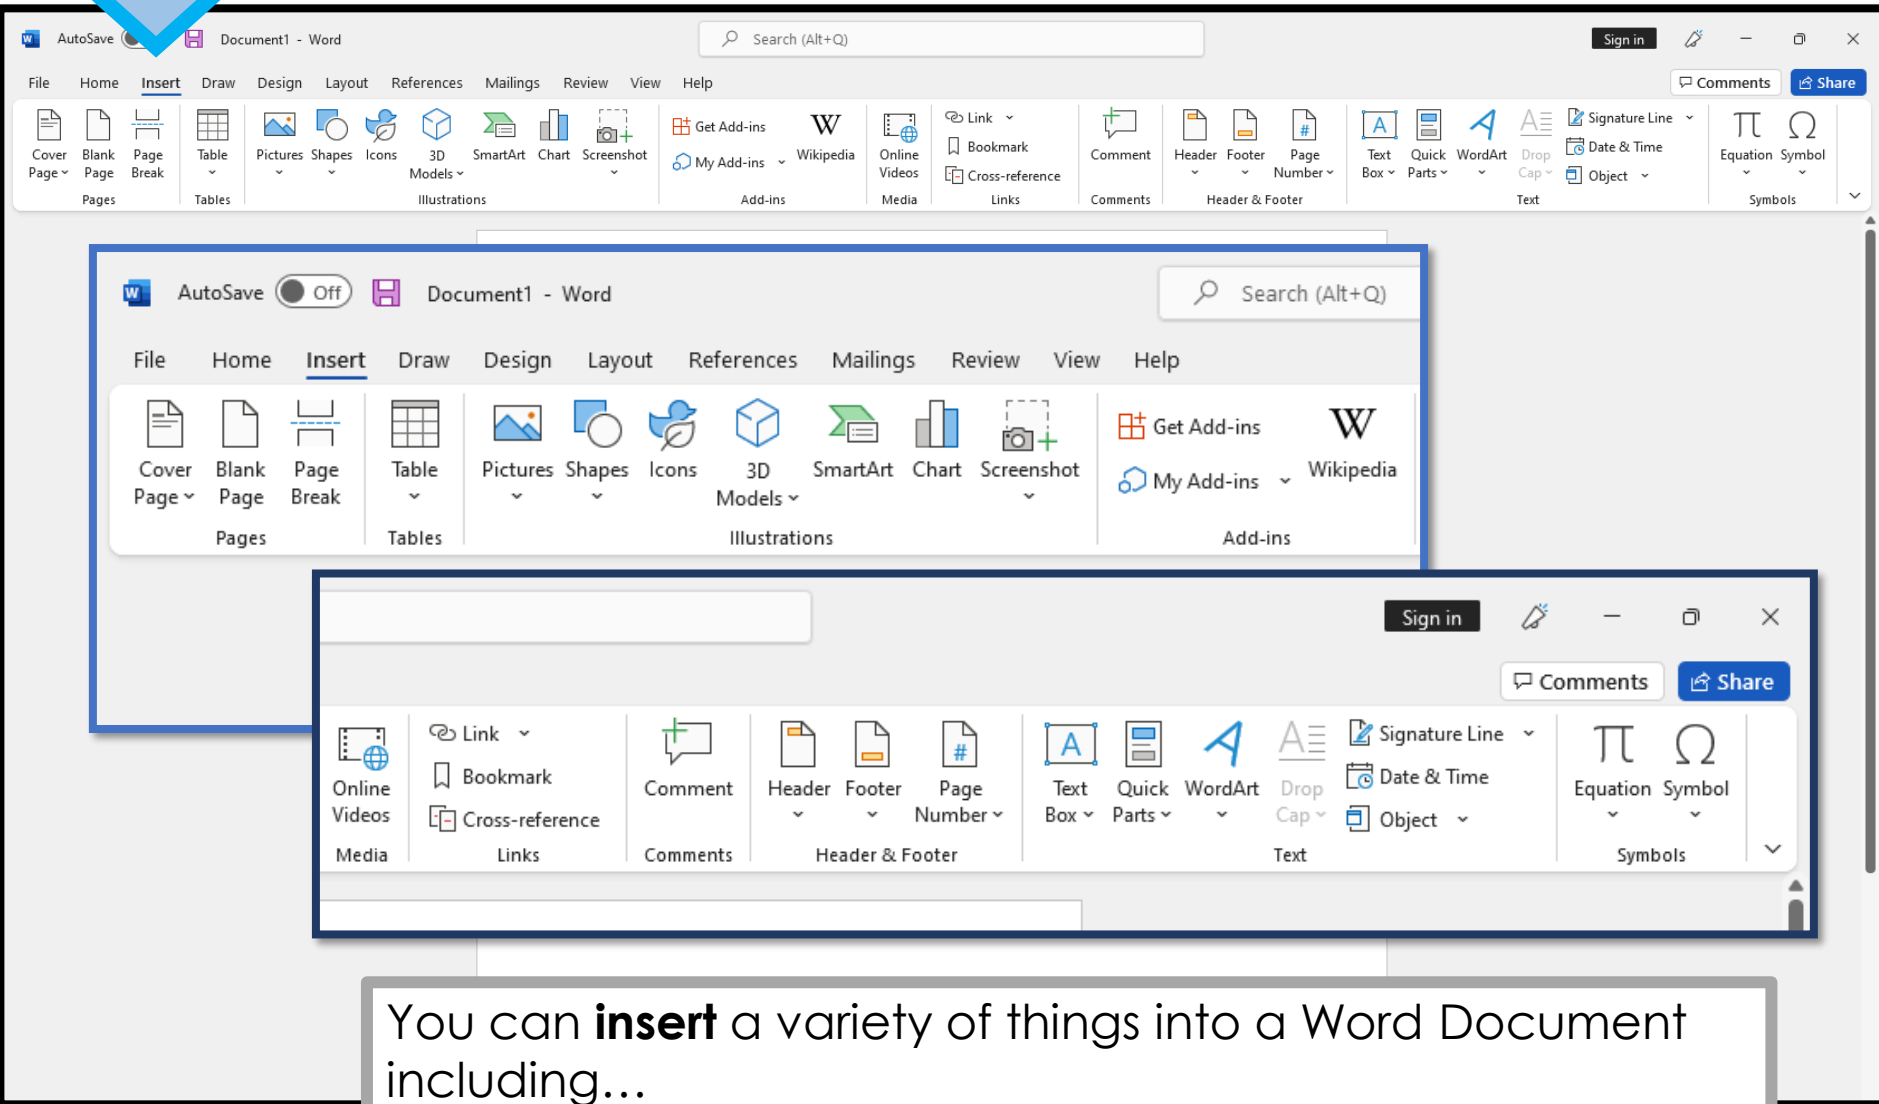 AutoSave Document1 - Word Search (Alt+Q) Sign in
File Home Insert Draw Design Layout References Mailings Review View Help Comments Share
Cover Page Blank Page Page Break Table Pictures Shapes Icons 3D Models SmartArt Chart Screenshot Get Add-ins My Add-ins W Wikipedia Online Videos Link Bookmark Cross-reference Comment Header Footer # Page Number A Text Box Quick Parts A WordArt A Drop Cap Signature Line Date & Time Object π Equation Ω Symbol
Pages Tables Illustrations Add-ins Media Links Comments Header & Footer Text Symbols
W AutoSave Off Document1 - Word Search (Alt+Q)
File Home Insert Draw Design Layout References Mailings Review View Help
Get Add-ins W
Cover Blank Page Table Pictures Shapes Icons 3D SmartArt Chart Screenshot My Add-ins Wikipedia
Page Page Break Models
Pages Tables Illustrations Add-ins
Sign in
Comments Share
Link # A A A Signature Line π Ω
Online Bookmark Comment Header Footer Page Text Quick WordArt Drop Date & Time Equation Symbol
Videos Cross-reference Number Box Parts Cap Object
Media Links Comments Header & Footer Text Symbols
You can insert a variety of things into a Word Document
including…